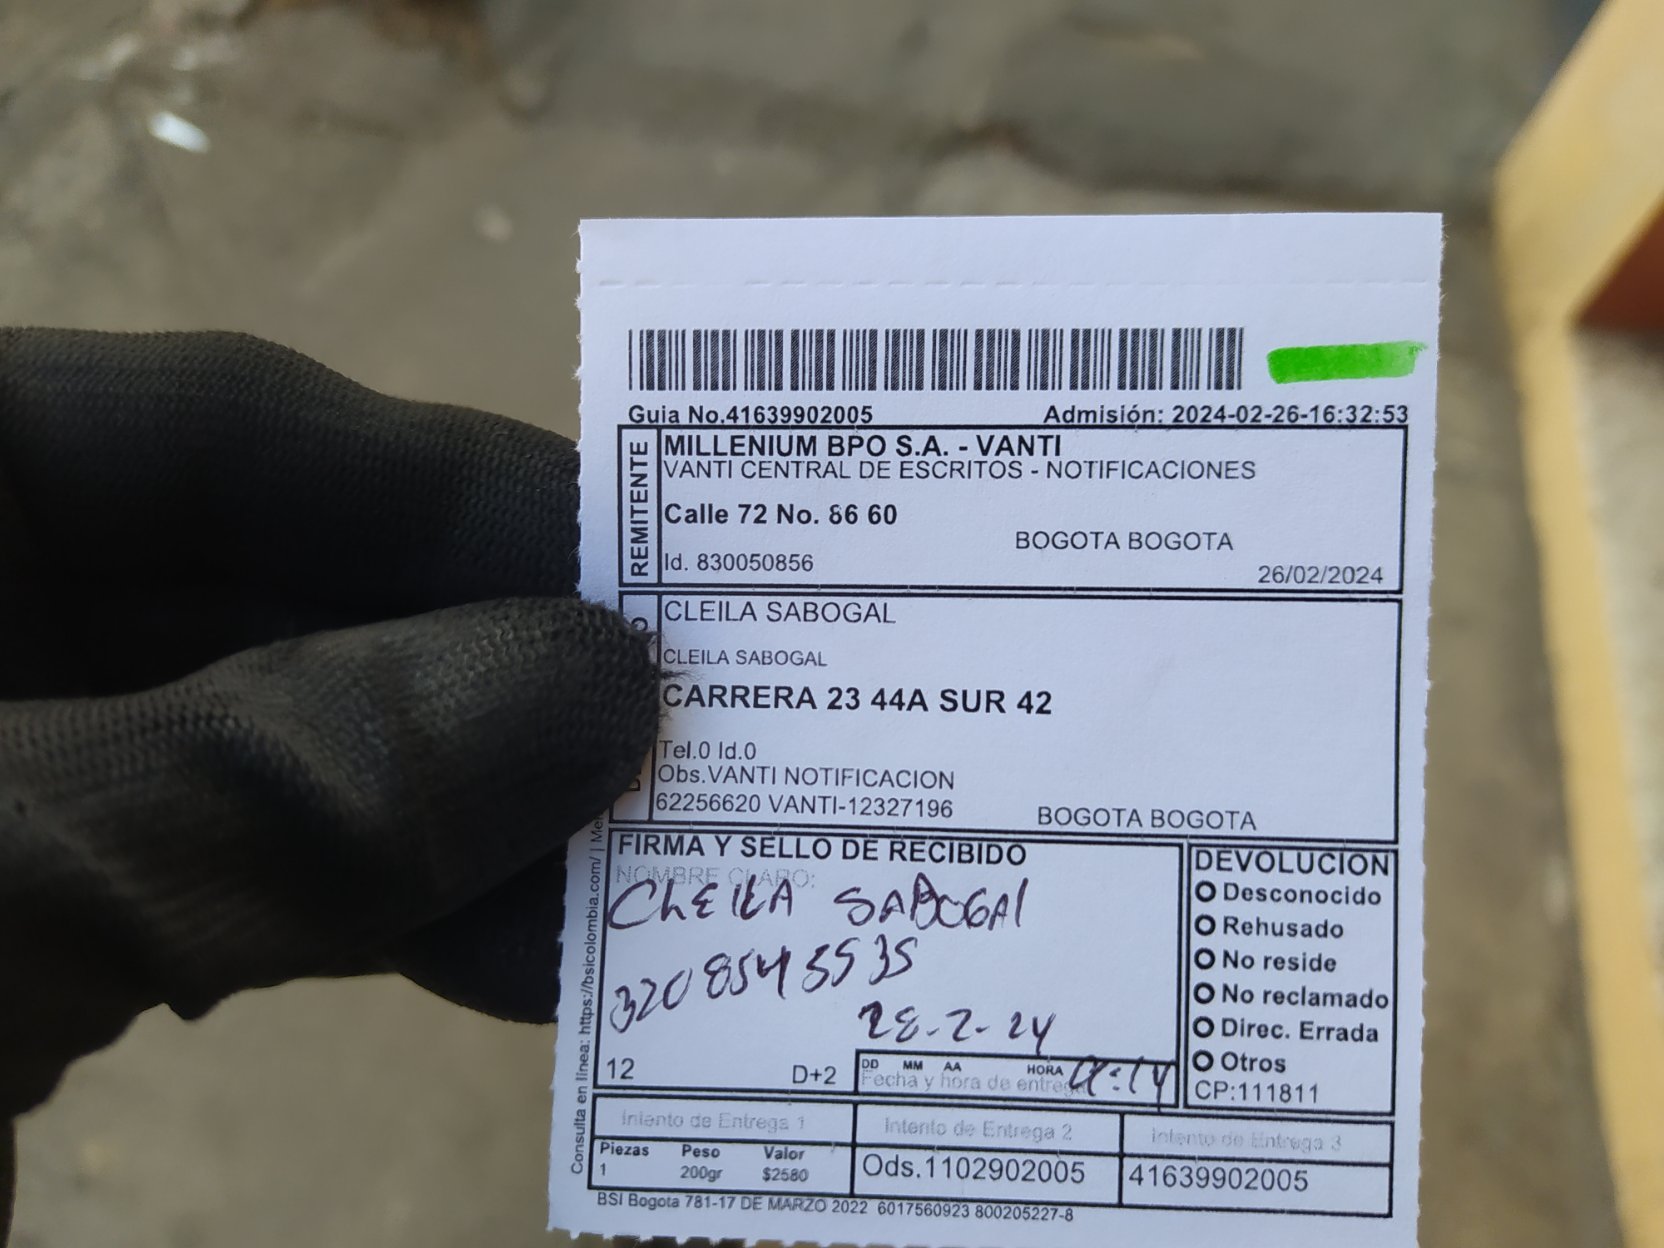 Guia No.41639902005 Admisión: 2024-02-26-16:32:53
REMITENTE
MILLENIUM BPO S.A. - VANTI
VANTI CENTRAL DE ESCRITOS - NOTIFICACIONES
Calle 72 No. 86 60
BOGOTA BOGOTA
Id. 830050856
26/02/2024
CLEILA SABOGAL
CLEILA SABOGAL
CARRERA 23 44A SUR 42
Tel.0 Id.0
Obs.VANTI NOTIFICACION
62256620 VANTI-12327196
BOGOTA BOGOTA
FIRMA Y SELLO DE RECIBIDO
NOMBRE CLARO:
CLEILA SABOGAl
320 8545535
28-2-24
12 D+2
DD MM AA HORA
Fecha y hora de entrega
DEVOLUCION
Desconocido
Rehusado
No reside
No reclamado
Direc. Errada
Otros
CP:111811
Intento de Entrega 1 Intento de Entrega 2 Intento de Entrega 3
Piezas Peso Valor
1 200gr $2580
Ods.1102902005 41639902005
BSI Bogota 781-17 DE MARZO 2022 6017560923 800205227-8
Consulta en linea: https://bsicolombia.com/ |